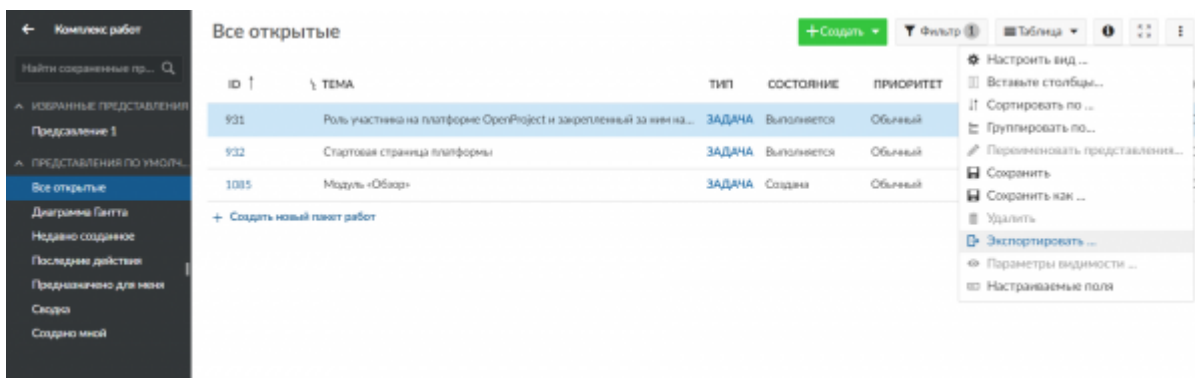 ← Комплекс работ
Найти сохраненные пр...
ИЗБРАННЫЕ ПРЕДСТАВЛЕНИЯ
Предсавление 1
ПРЕДСТАВЛЕНИЯ ПО УМОЛЧ...
Все открытые
Диаграмма Гантта
Недавно созданное
Последние действия
Предназначено для меня
Сводка
Создано мной
Все открытые
+ Создать
Фильтр 1
Таблица
ID ↑ ТЕМА ТИП СОСТОЯНИЕ ПРИОРИТЕТ
931 Роль участника на платформе OpenProject и закрепленный за ним на... ЗАДАЧА Выполняется Обычный
932 Стартовая страница платформы ЗАДАЧА Выполняется Обычный
1085 Модуль «Обзор» ЗАДАЧА Создана Обычный
+ Создать новый пакет работ
Настроить вид ...
Вставьте столбцы...
Сортировать по ...
Группировать по...
Переименовать представления...
Сохранить
Сохранить как ...
Удалить
Экспортировать ...
Параметры видимости ...
Настраиваемые поля